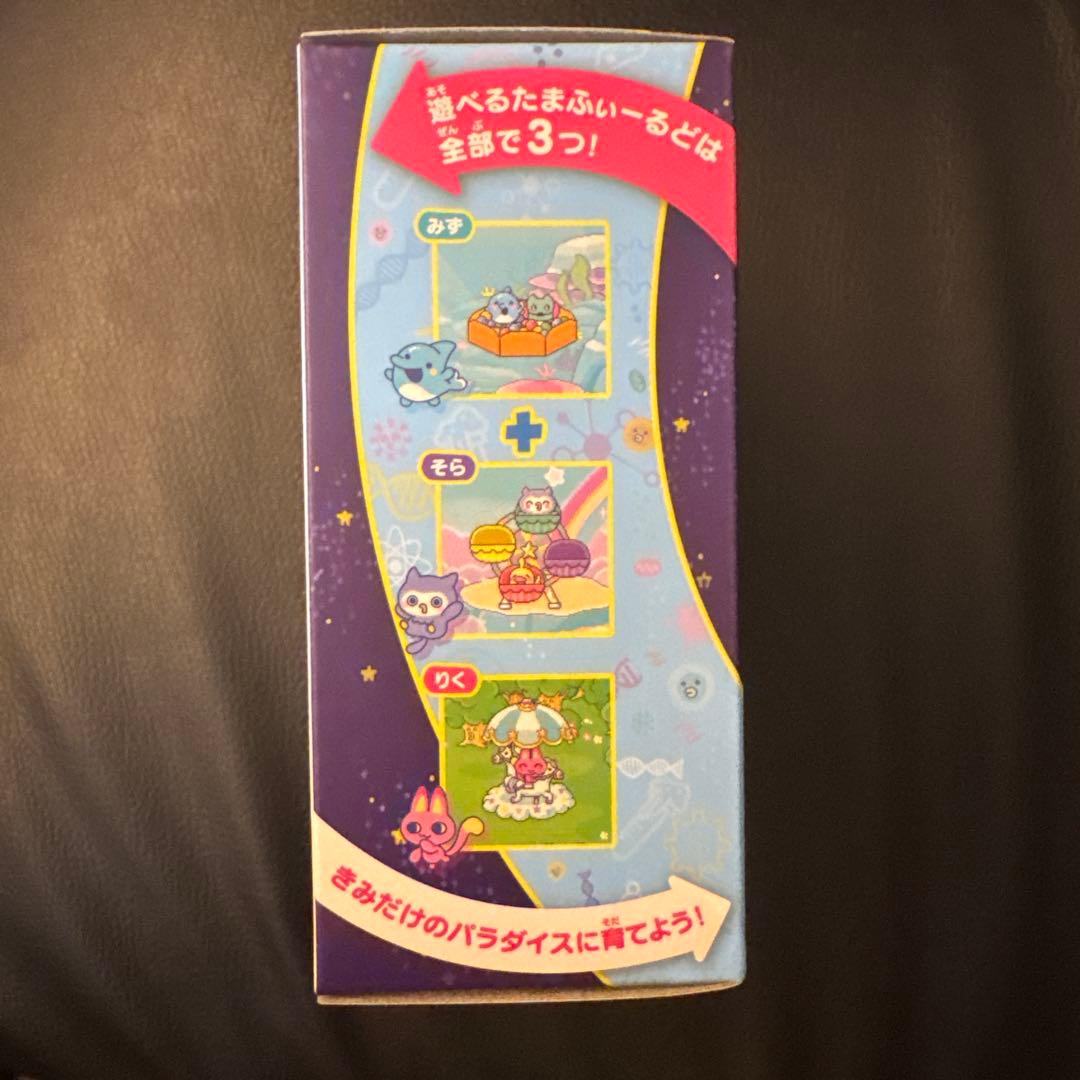 遊べるたまふぃーるどは
全部で3つ!
みず
そら
りく
きみだけのパラダイスに育てよう!